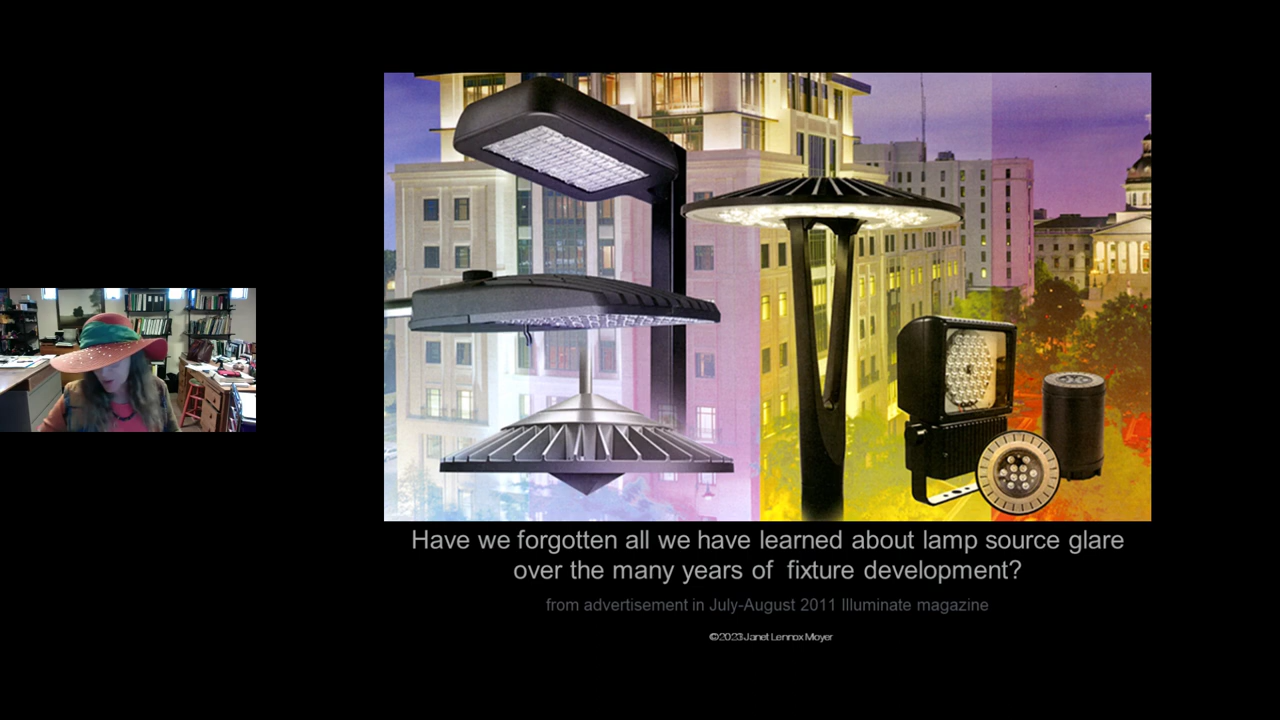 Have we forgotten all we have learned about lamp source glare
over the many years of fixture development?
from advertisement in July-August 2011 Illuminate magazine
©2023 Janet Lennox Moyer